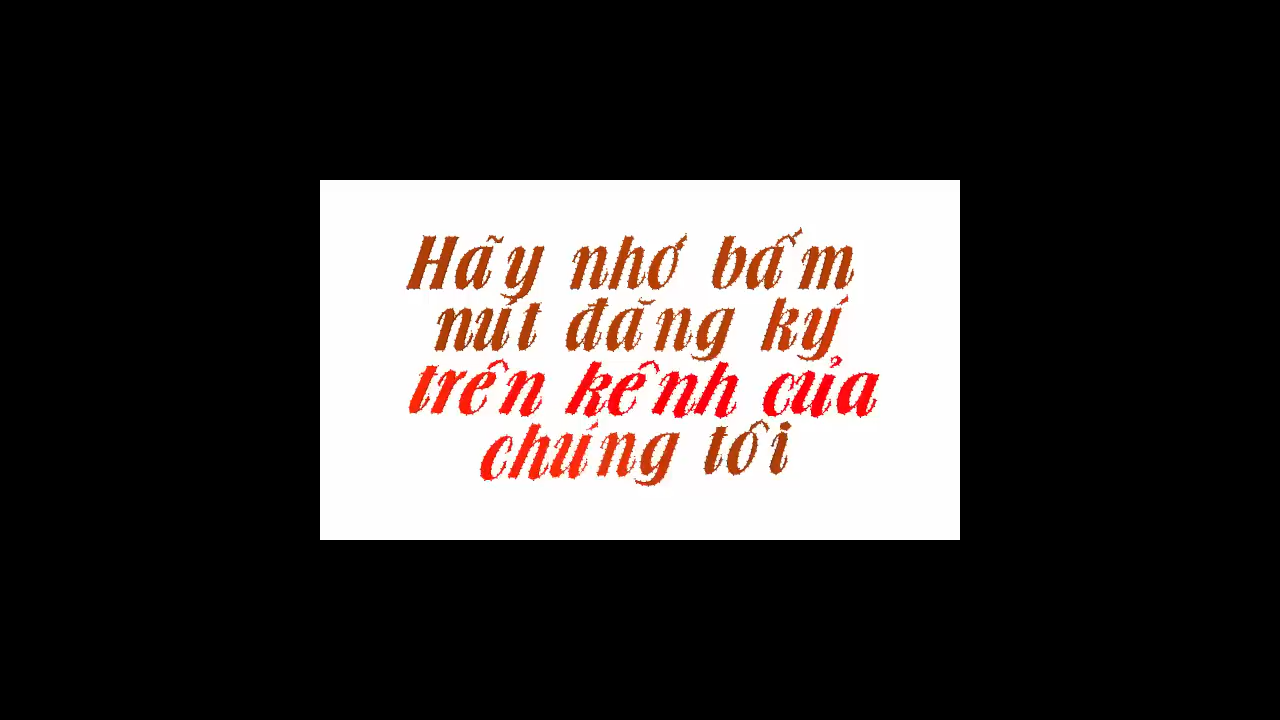 Hãy nhớ bấm
nút đăng ký
trên kênh của
chúng tôi